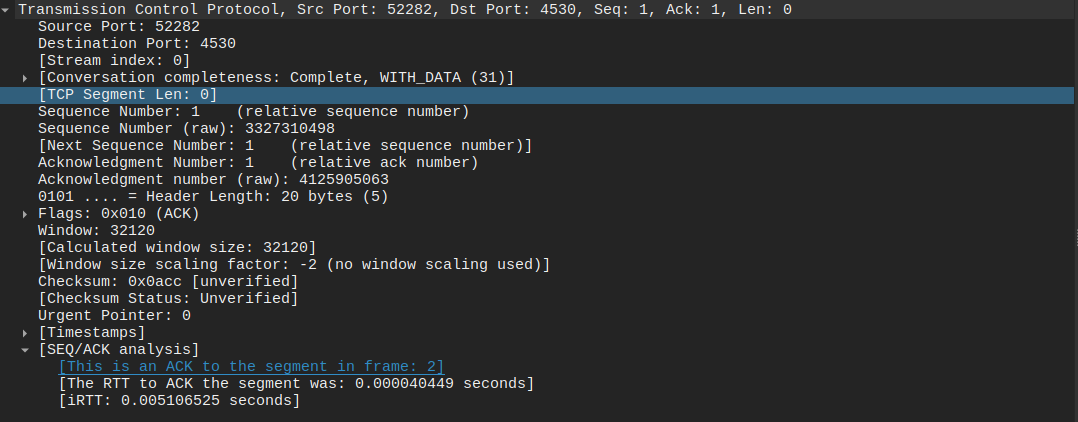 Transmission Control Protocol, Src Port: 52282, Dst Port: 4530, Seq: 1, Ack: 1, Len: 0
Source Port: 52282
Destination Port: 4530
[Stream index: 0]
[Conversation completeness: Complete, WITH_DATA (31)]
[TCP Segment Len: 0]
Sequence Number: 1    (relative sequence number)
Sequence Number (raw): 3327310498
[Next Sequence Number: 1    (relative sequence number)]
Acknowledgment Number: 1    (relative ack number)
Acknowledgment number (raw): 4125905063
0101 .... = Header Length: 20 bytes (5)
Flags: 0x010 (ACK)
Window: 32120
[Calculated window size: 32120]
[Window size scaling factor: -2 (no window scaling used)]
Checksum: 0x0acc [unverified]
[Checksum Status: Unverified]
Urgent Pointer: 0
[Timestamps]
[SEQ/ACK analysis]
[This is an ACK to the segment in frame: 2]
[The RTT to ACK the segment was: 0.000040449 seconds]
[iRTT: 0.005106525 seconds]